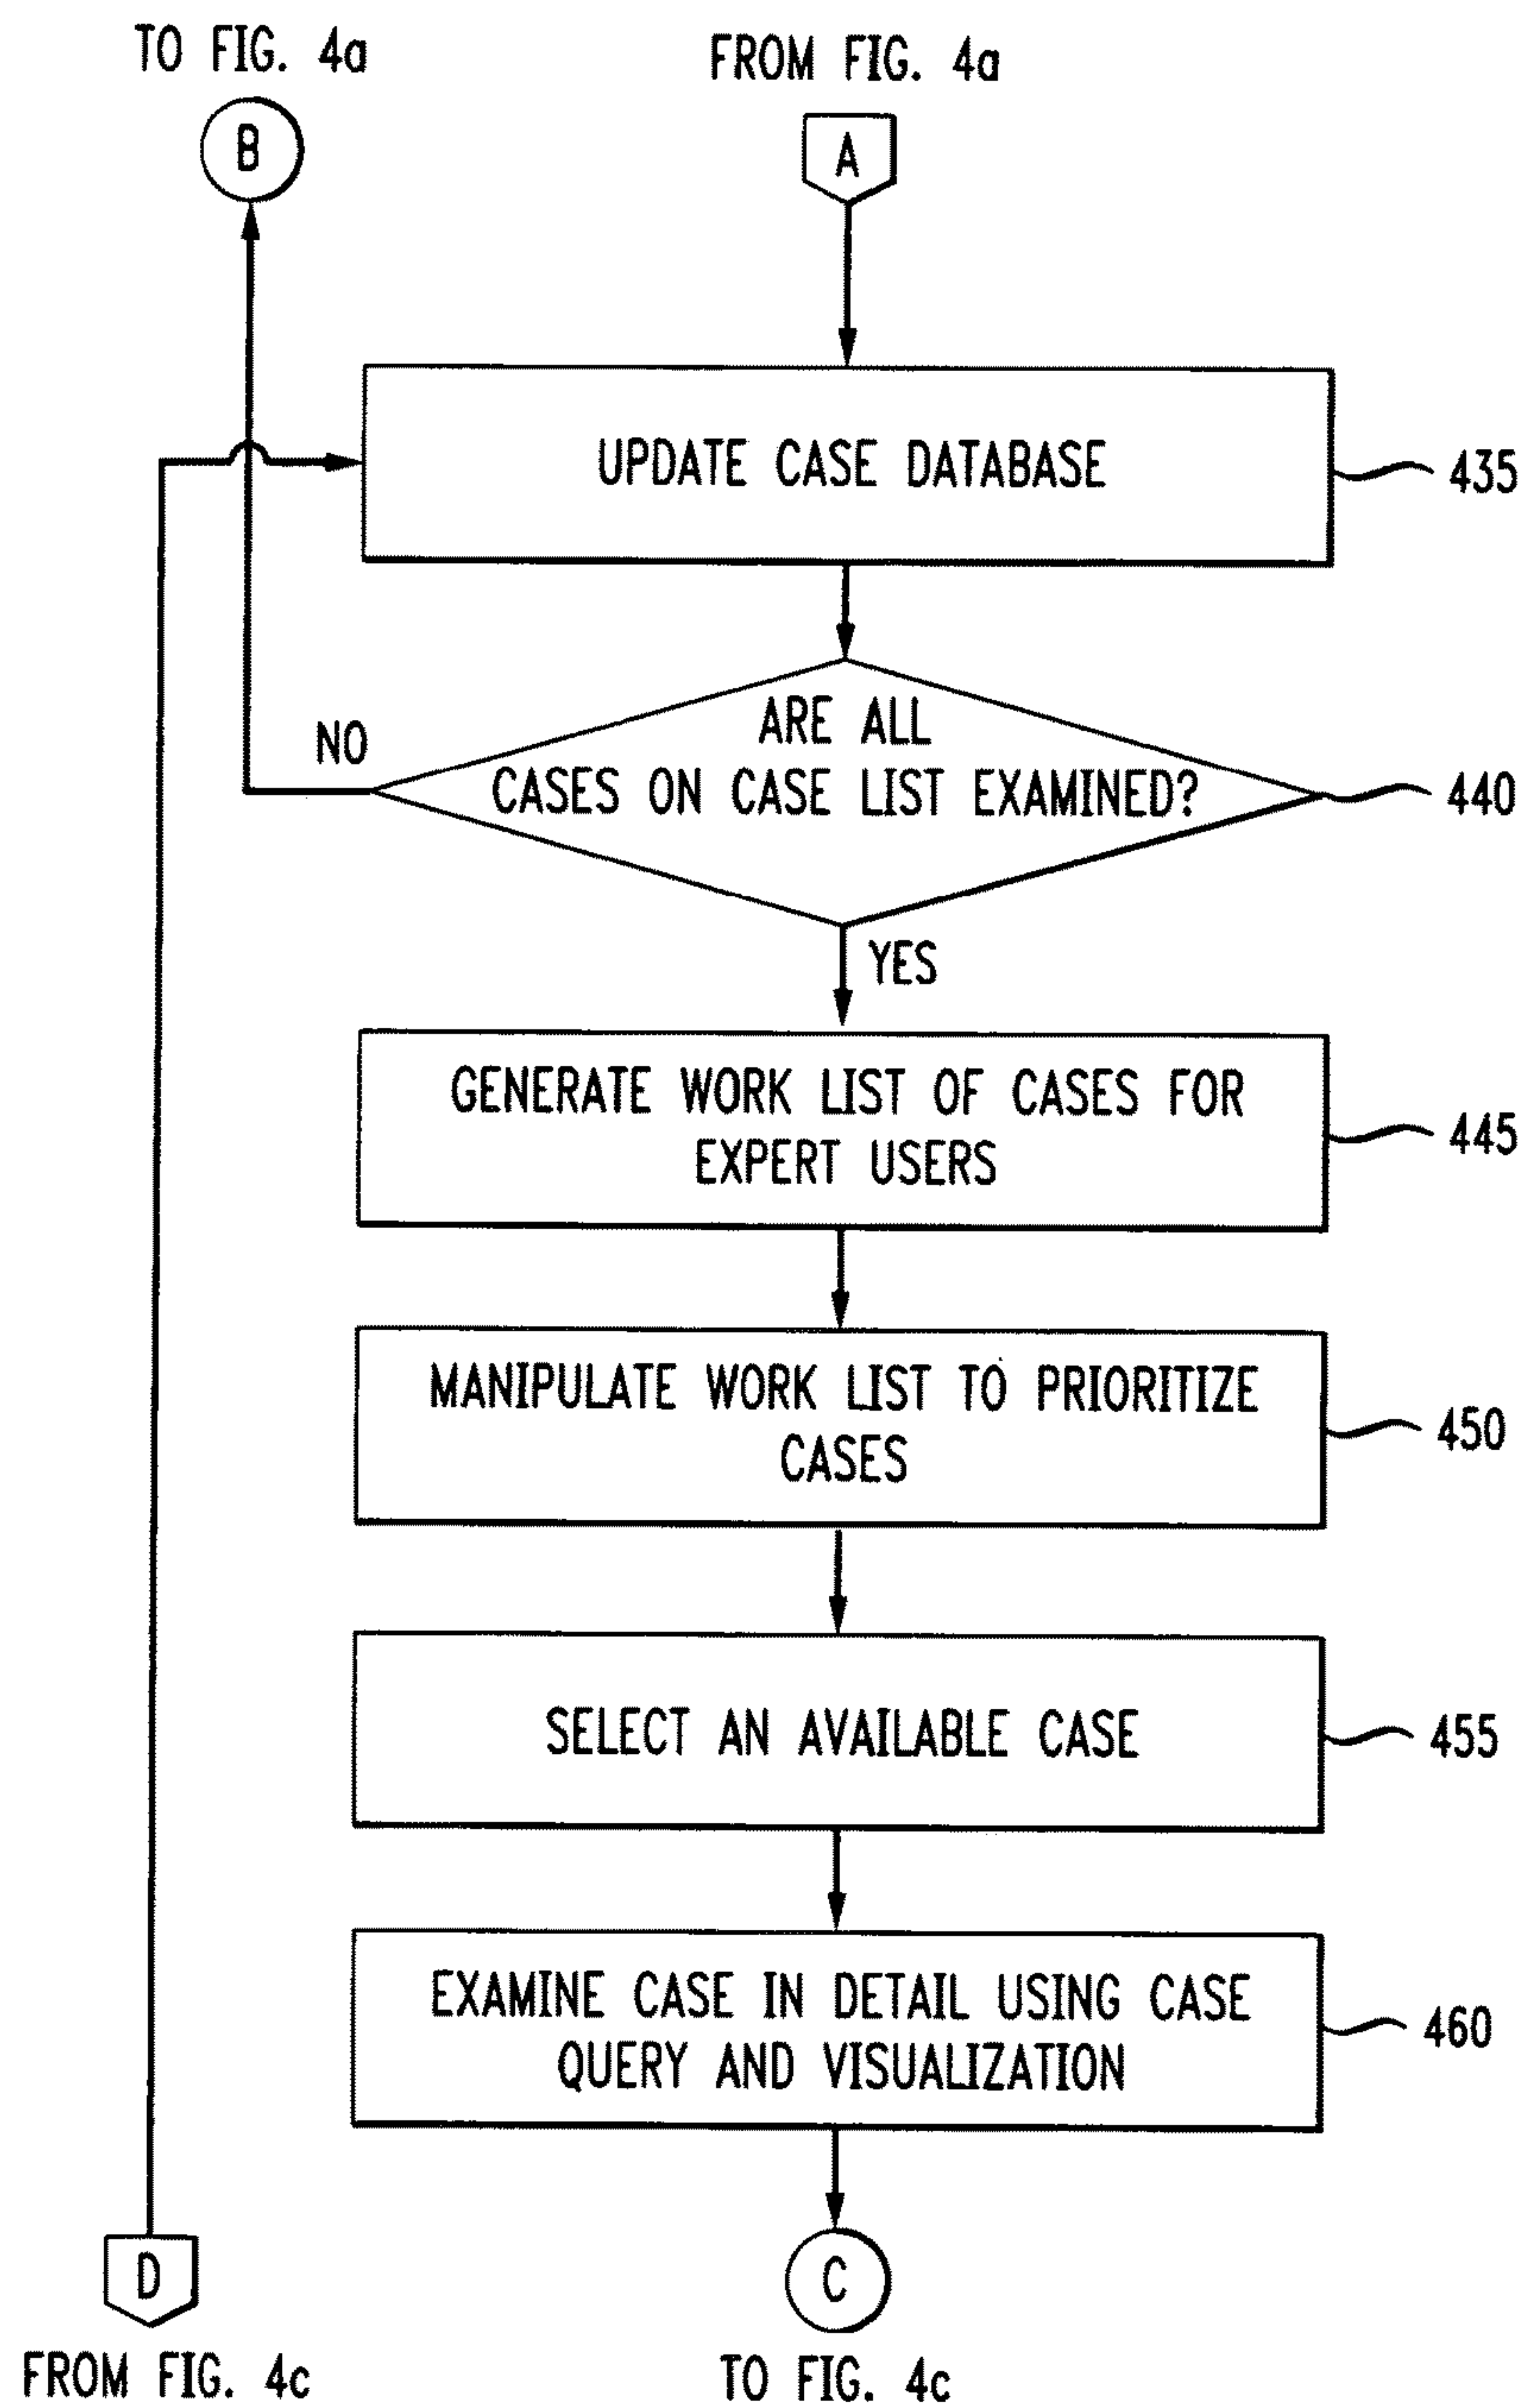 TO FIG. 4a
FROM FIG. 4a
B
A
UPDATE CASE DATABASE
435
ARE ALL
CASES ON CASE LIST EXAMINED?
440
NO
YES
GENERATE WORK LIST OF CASES FOR
EXPERT USERS
445
MANIPULATE WORK LIST TO PRIORITIZE
CASES
450
SELECT AN AVAILABLE CASE
455
EXAMINE CASE IN DETAIL USING CASE
QUERY AND VISUALIZATION
460
D
C
FROM FIG. 4c
TO FIG. 4c